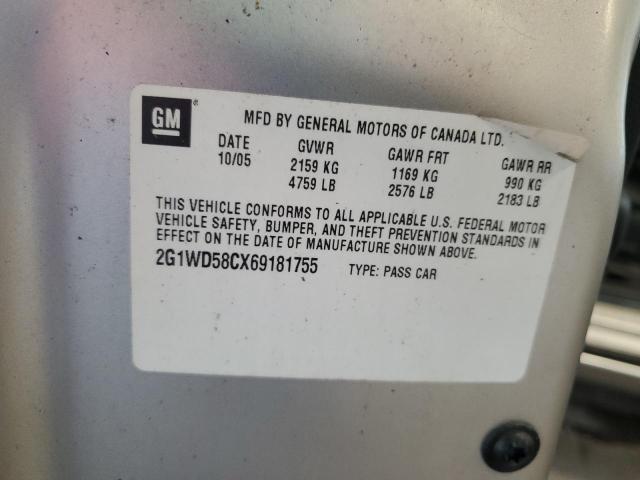 GM ®
MFD BY GENERAL MOTORS OF CANADA LTD.
DATE GVWR GAWR FRT GAWR RR
10/05 2159 KG 1169 KG 990 KG
4759 LB 2576 LB 2183 LB
THIS VEHICLE CONFORMS TO ALL APPLICABLE U.S. FEDERAL MOTOR
VEHICLE SAFETY, BUMPER, AND THEFT PREVENTION STANDARDS IN
EFFECT ON THE DATE OF MANUFACTURE SHOWN ABOVE.
2G1WD58CX69181755 TYPE: PASS CAR